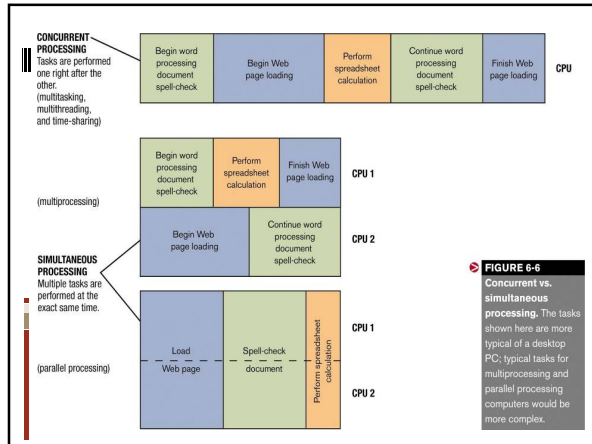 CONCURRENT
PROCESSING
Tasks are performed
one right after the
other.
(multitasking,
multithreading,
and time-sharing)
Begin word
processing
document
spell-check
Begin Web
page loading
Perform
spreadsheet
calculation
Continue word
processing
document
spell-check
Finish Web
page loading
CPU
(multiprocessing)
Begin word
processing
document
spell-check
Perform
spreadsheet
calculation
Finish Web
page loading
CPU 1
Begin Web
page loading
Continue word
processing
document
spell-check
CPU 2
SIMULTANEOUS
PROCESSING
Multiple tasks are
performed at the
exact same time.
(parallel processing)
Load
Web page
Spell-check
document
Perform spreadsheet
calculation
CPU 1
CPU 2
FIGURE 6-6
Concurrent vs.
simultaneous
processing. The tasks
shown here are more
typical of a desktop
PC; typical tasks for
multiprocessing and
parallel processing
computers would be
more complex.